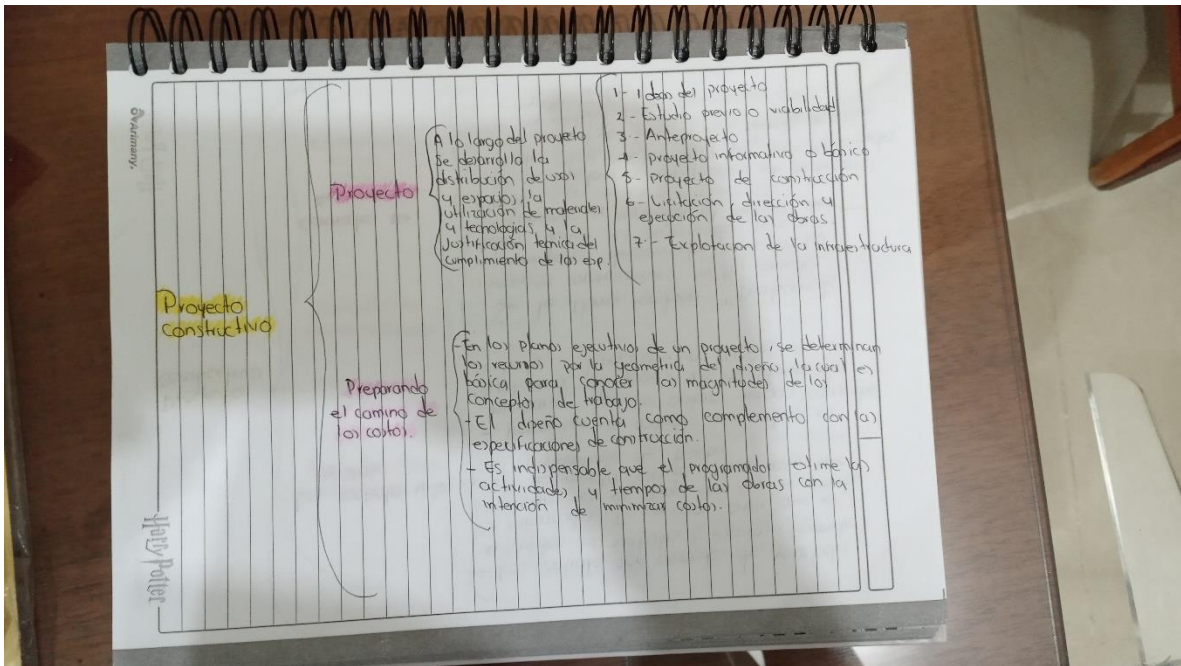 Proyecto
constructivo
Proyecto
A lo largo del proyecto
se desarrolla la
distribución de usos
y espacios, la
utilización de materiales
y tecnologías, y la
justificación técnica del
cumplimiento de las esp.
1- Ideas del proyecto
2- Estudio previo o viabilidad
3- Anteproyecto
4- proyecto informativo o básico
5- Proyecto de construcción
6- Licitación, dirección y
ejecución de las obras
7- Explotacion de la infraestructura
Preparando
el camino de
los costos.
-En los planos ejecutivos de un proyecto, se determinan
los recursos por la geometría del diseño, la cual es
básica para conocer las magnitudes de los
conceptos de trabajo.
-El diseño cuenta como complemento con las
especificaciones de construcción.
- Es indispensable que el programador estime las
actividades y tiempos de las obras con la
intención de minimizar costos.
Arimany.
Harry Potter